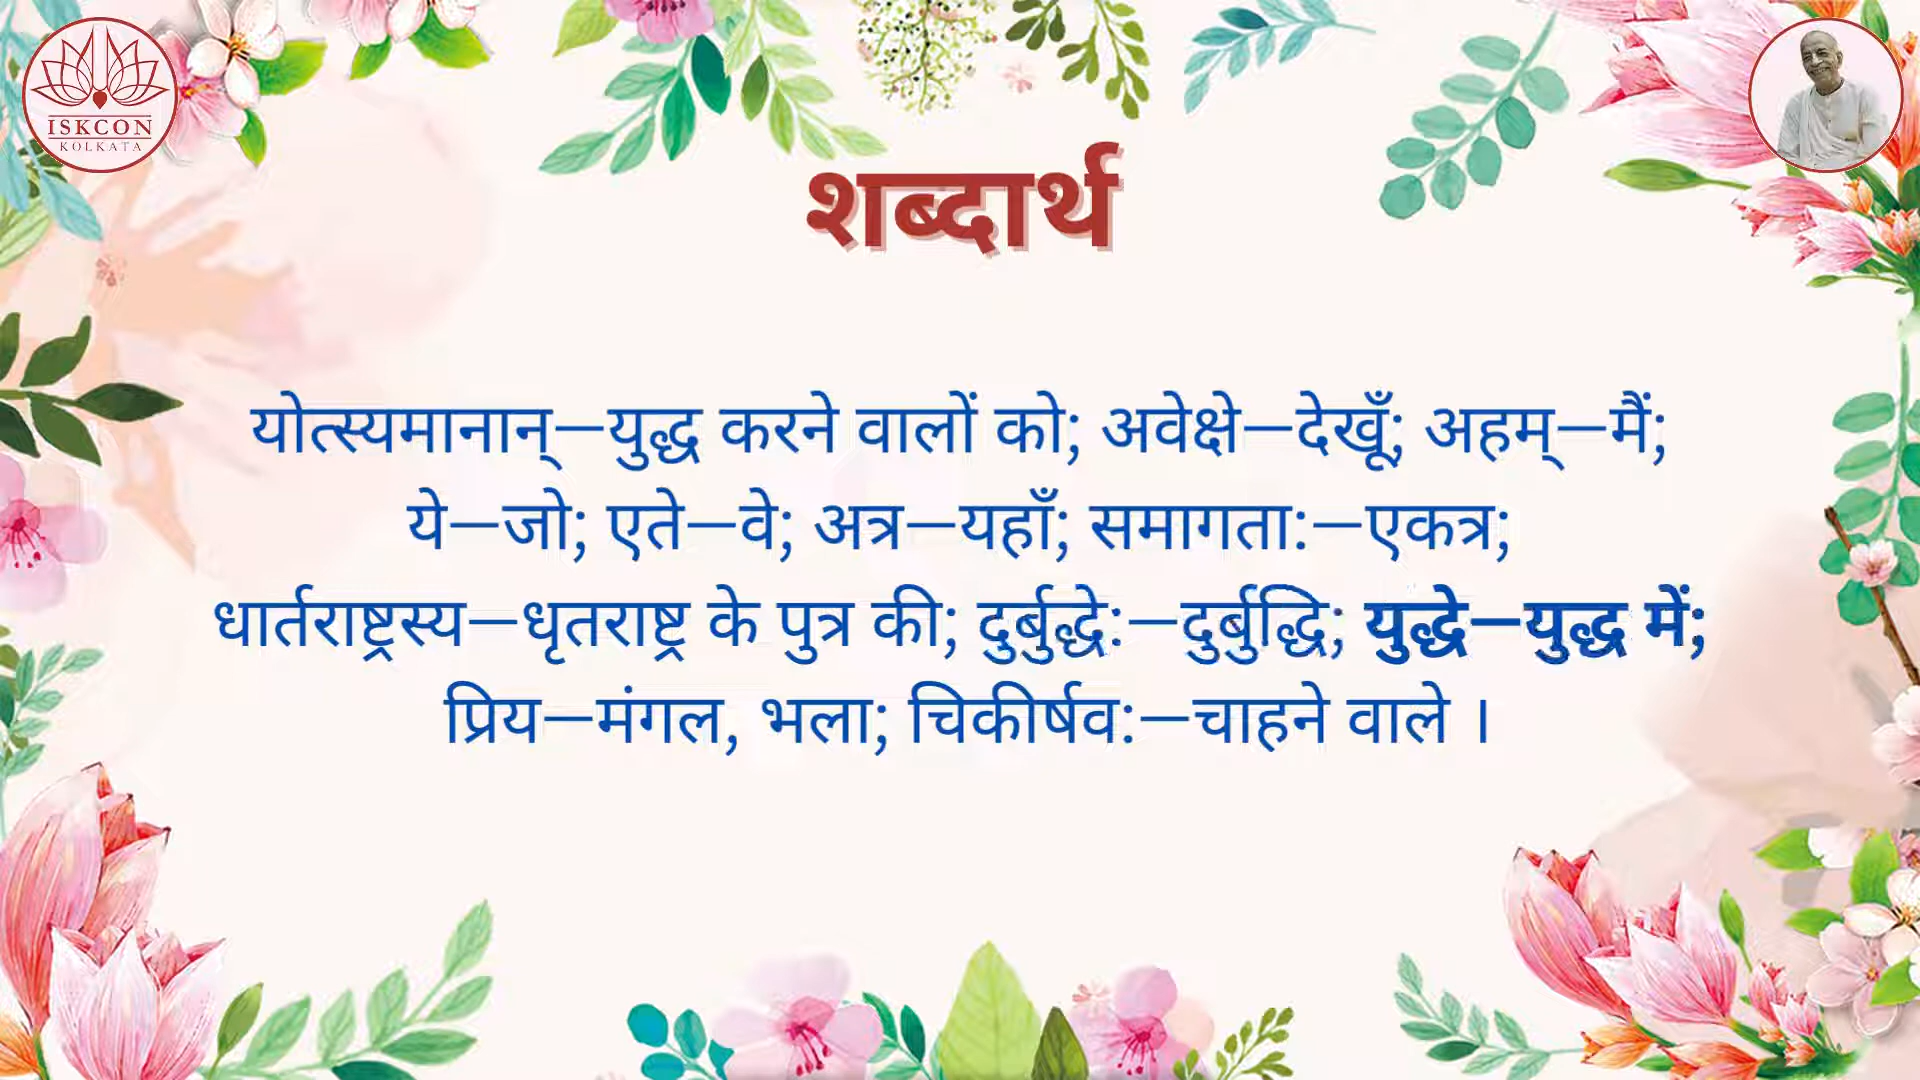 ISKCON
KOLKATA
शब्दार्थ
योत्स्यमानान्—युद्ध करने वालों को; अवेक्षे—देखूँ; अहम्—मैं;
ये—जो; एते—वे; अत्र—यहाँ; समागता:—एकत्र;
धार्तराष्ट्रस्य—धृतराष्ट्र के पुत्र की; दुर्बुद्धे:—दुर्बुद्धि; युद्धे—युद्ध में;
प्रिय—मंगल, भला; चिकीर्षव:—चाहने वाले ।